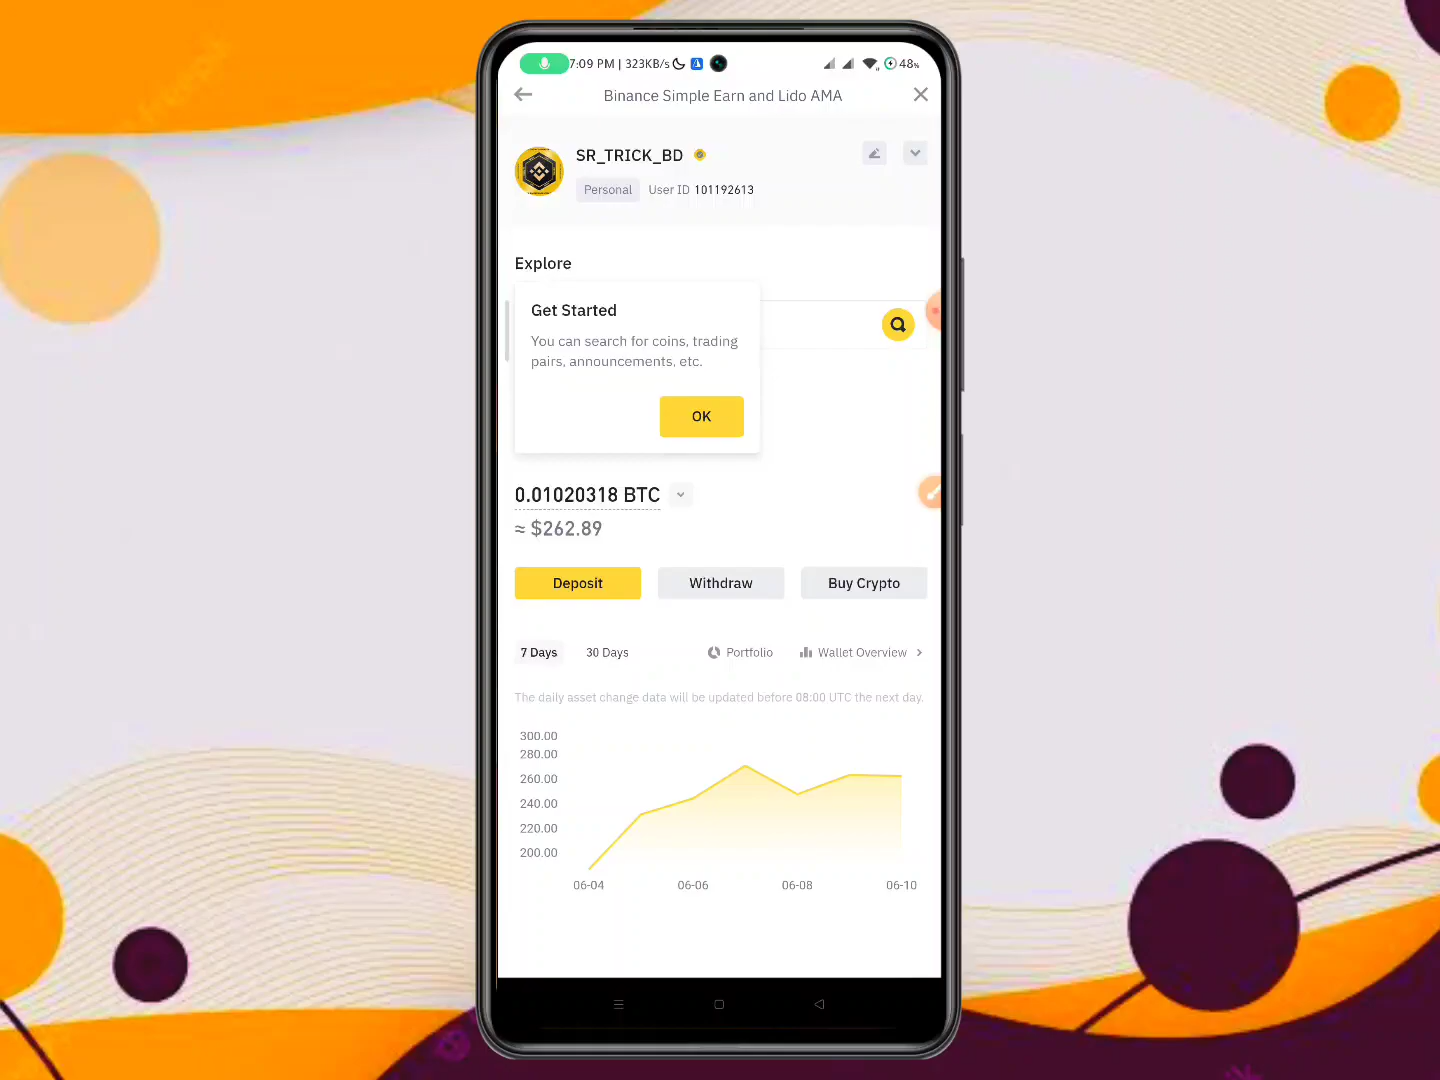 7:09 PM | 323KB/s
48%
Binance Simple Earn and Lido AMA
SR_TRICK_BD
Personal User ID 101192613
Explore
Get Started
You can search for coins, trading
pairs, announcements, etc.
OK
0.01020318 BTC
≈ $262.89
Deposit Withdraw Buy Crypto
7 Days 30 Days Portfolio Wallet Overview
The daily asset change data will be updated before 08:00 UTC the next day.
300.00
280.00
260.00
240.00
220.00
200.00
06-04 06-06 06-08 06-10